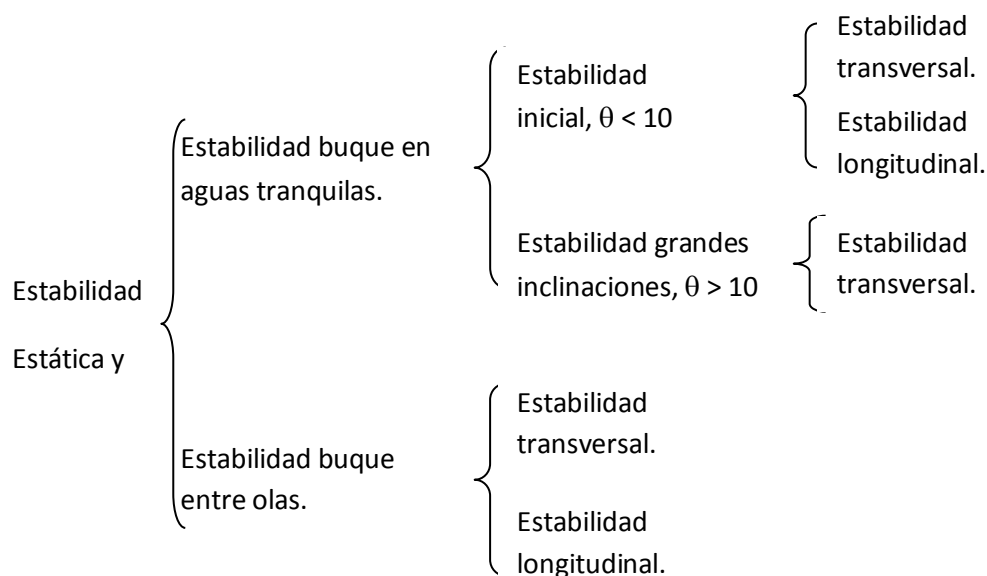 Estabilidad
Estática y
Estabilidad buque en
aguas tranquilas.
Estabilidad
inicial, θ < 10
Estabilidad
transversal.
Estabilidad
longitudinal.
Estabilidad grandes
inclinaciones, θ > 10
Estabilidad
transversal.
Estabilidad buque
entre olas.
Estabilidad
transversal.
Estabilidad
longitudinal.